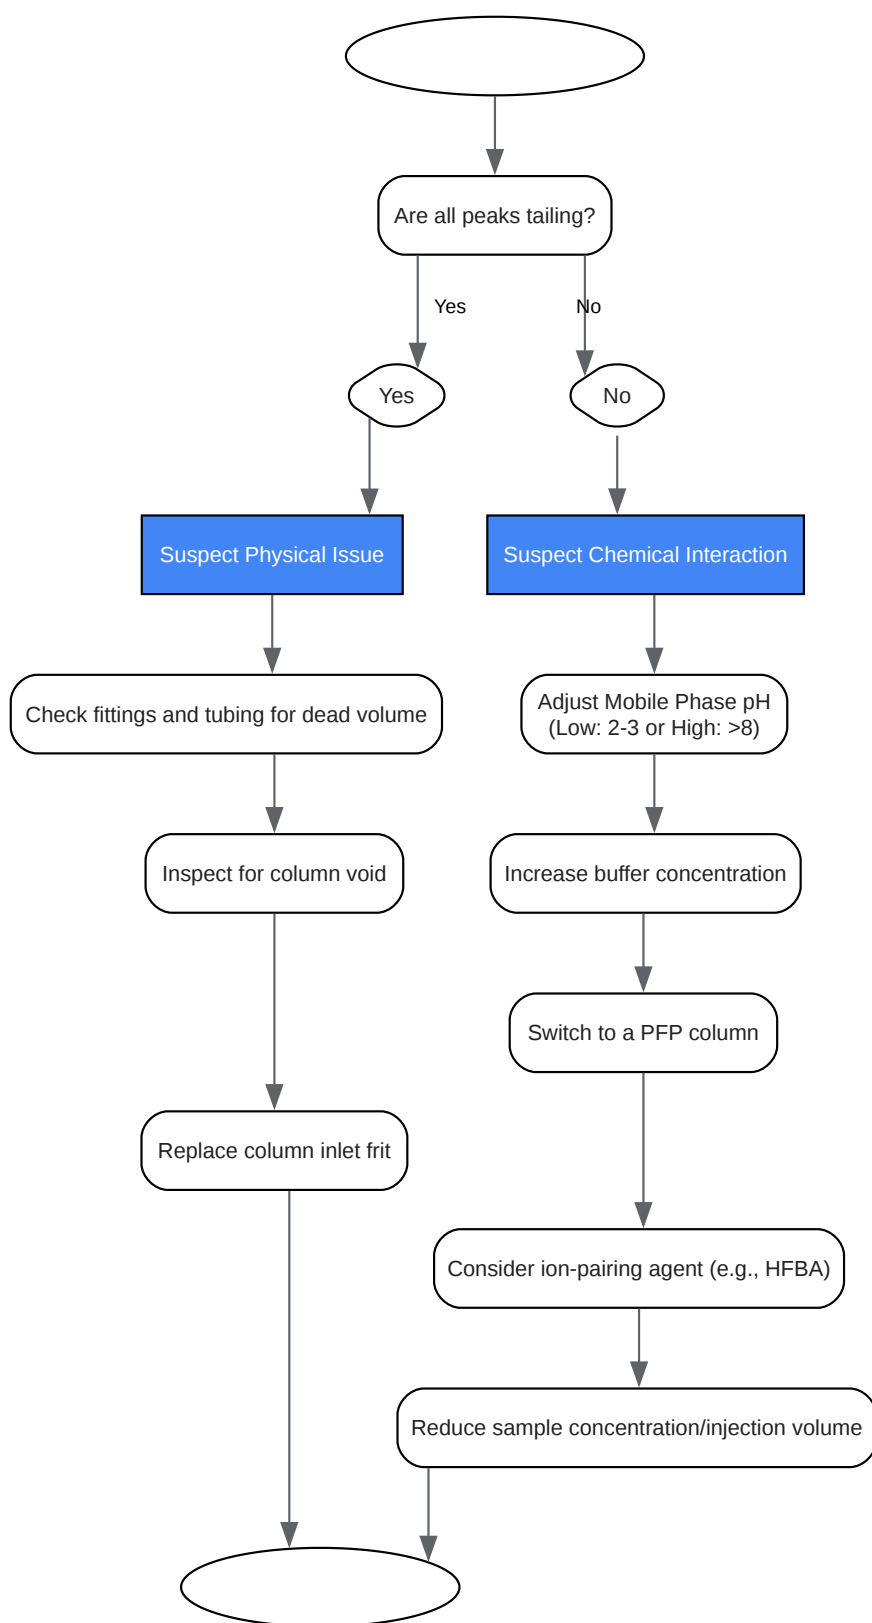 Are all peaks tailing?
Yes
No
Yes
No
Suspect Physical Issue
Suspect Chemical Interaction
Check fittings and tubing for dead volume
Adjust Mobile Phase pH
(Low: 2-3 or High: >8)
Inspect for column void
Increase buffer concentration
Switch to a PFP column
Replace column inlet frit
Consider ion-pairing agent (e.g., HFBA)
Reduce sample concentration/injection volume